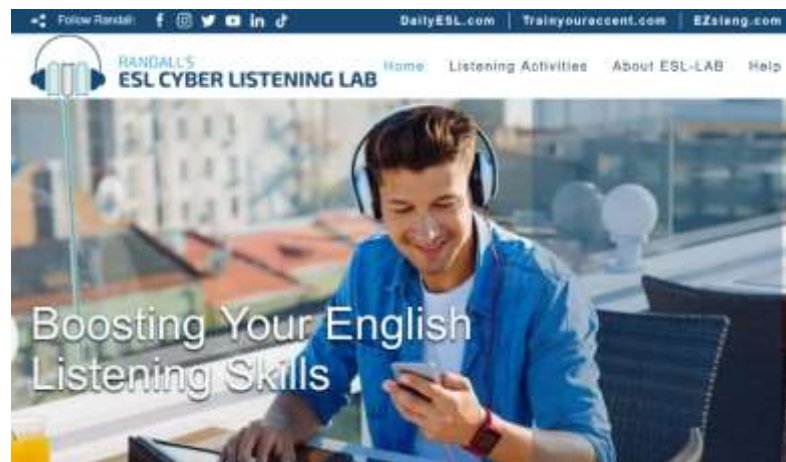 Follow Randall:
DailyESL.com | Trainyouraccent.com | EZslang.com
RANDALL'S
ESL CYBER LISTENING LAB
Home Listening Activities About ESL-LAB Help
Boosting Your English
Listening Skills